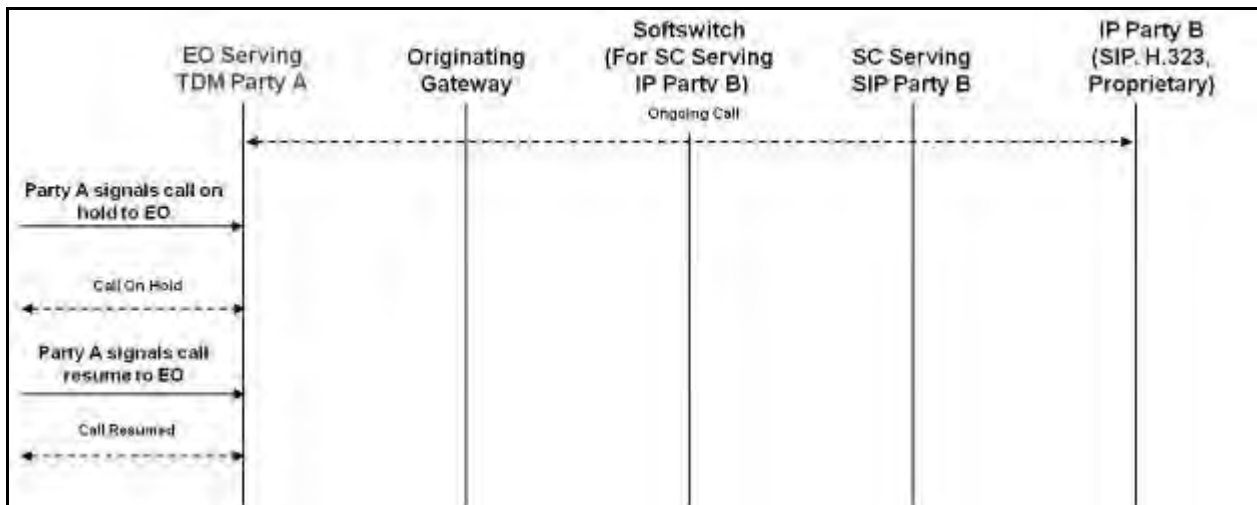 EO Serving
TDM Party A
Originating
Gateway
Softswitch
(For SC Serving
IP Party B)
SC Serving
SIP Party B
IP Party B
(SIP. H.323,
Proprietary)
Ongoing Call
Party A signals call on
hold to EO
Call On Hold
Party A signals call
resume to EO
Call Resumed